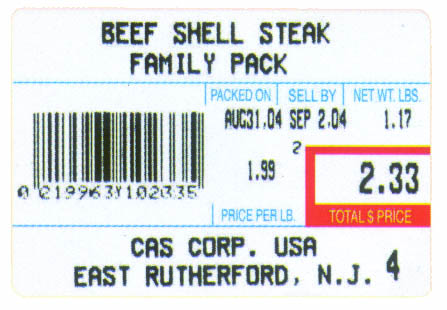 BEEF SHELL STEAK
FAMILY PACK
PACKED ON SELL BY NET WT. LBS.
AUG31.04 SEP 2.04 1.17
2
1.99 2.33
PRICE PER LB. TOTAL $ PRICE
CAS CORP. USA
EAST RUTHERFORD, N.J. 4